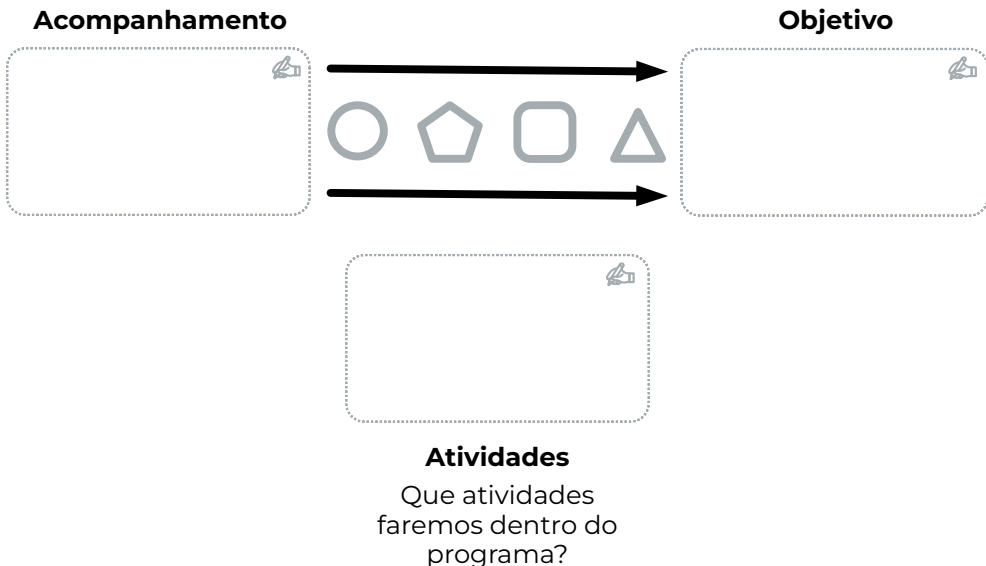 Acompanhamento
Objetivo
Atividades
Que atividades
faremos dentro do
programa?